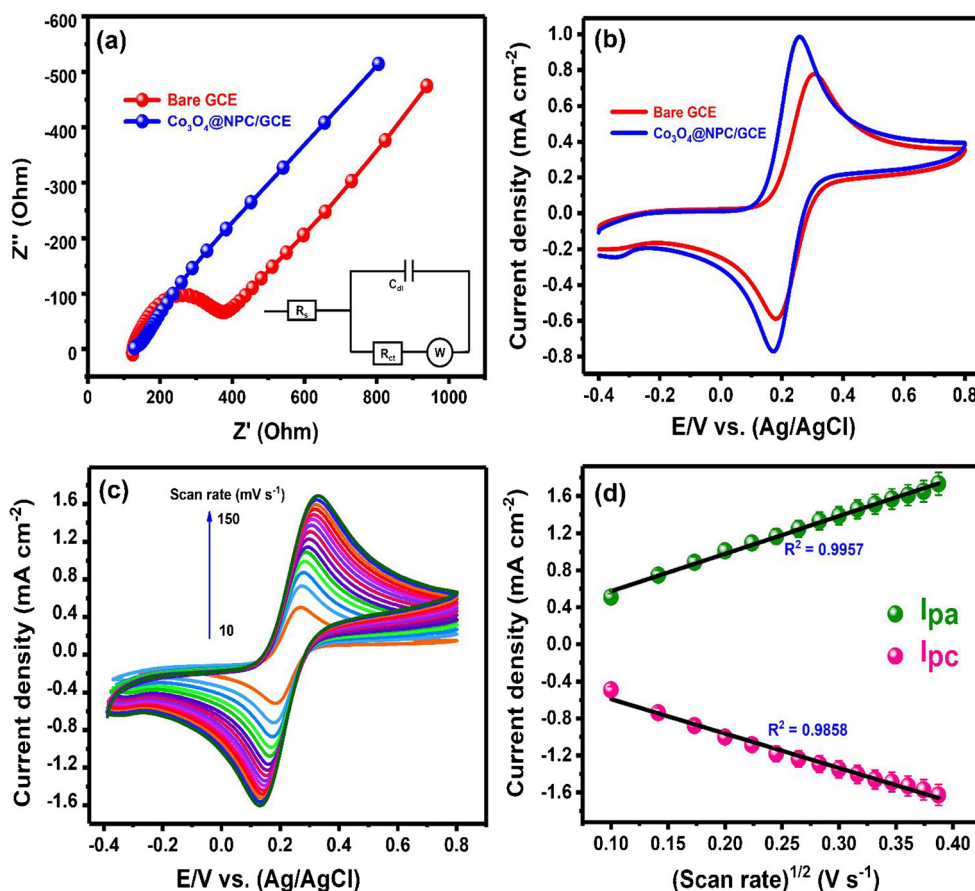 (a)
-600
-500
-400
-300
-200
-100
0
Z'' (Ohm)
Bare GCE
Co₃O₄@NPC/GCE
Cdl
Rs
Rct
W
0 200 400 600 800 1000
Z' (Ohm)
(b)
1.0
0.8
0.6
0.4
0.2
0.0
-0.2
-0.4
-0.6
-0.8
Current density (mA cm⁻²)
Bare GCE
Co₃O₄@NPC/GCE
-0.4 -0.2 0.0 0.2 0.4 0.6 0.8
E/V vs. (Ag/AgCl)
(c)
1.6
1.2
0.8
0.4
0.0
-0.4
-0.8
-1.2
-1.6
Current density (mA cm⁻²)
Scan rate (mV s⁻¹)
150
10
-0.4 -0.2 0.0 0.2 0.4 0.6 0.8
E/V vs. (Ag/AgCl)
(d)
2.0
1.6
1.2
0.8
0.4
0.0
-0.4
-0.8
-1.2
-1.6
Current density (mA cm⁻²)
R² = 0.9957
Ipa
Ipc
R² = 0.9858
0.10 0.15 0.20 0.25 0.30 0.35 0.40
(Scan rate)¹/² (V s⁻¹)